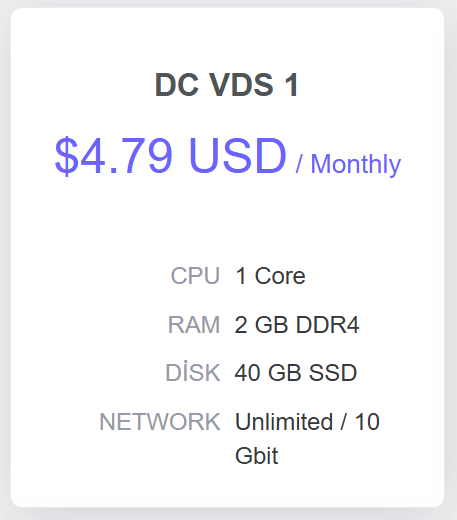 DC VDS 1
$4.79 USD / Monthly
CPU 1 Core
RAM 2 GB DDR4
DİSK 40 GB SSD
NETWORK Unlimited / 10
Gbit